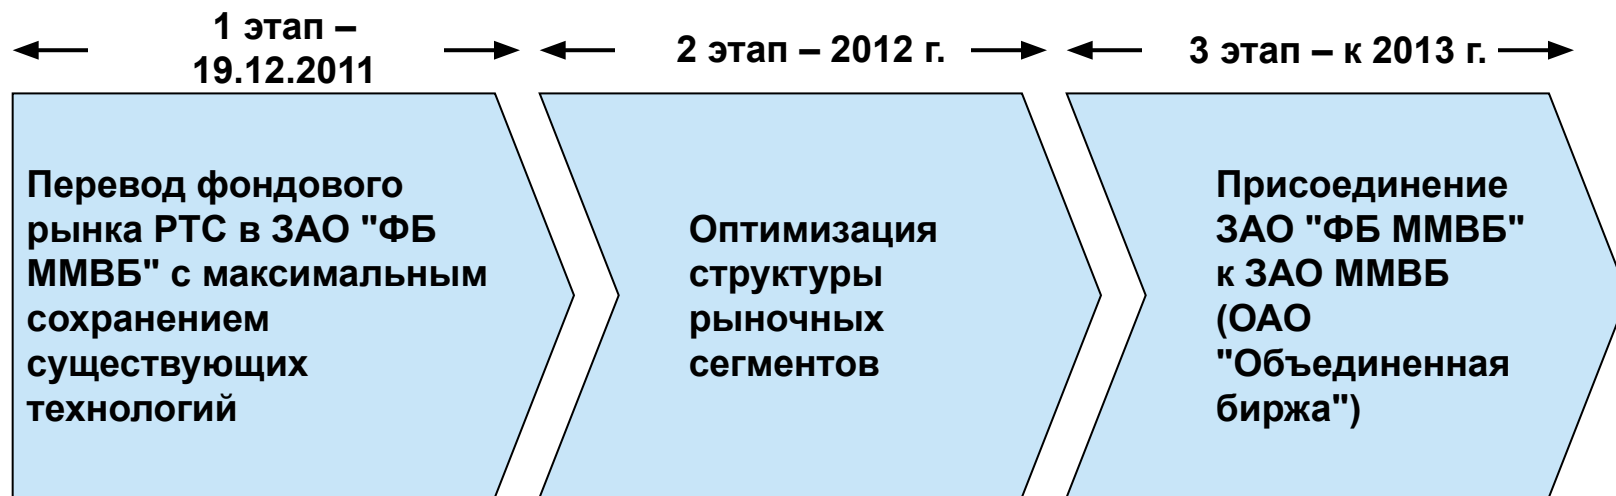 1 этап –
19.12.2011
2 этап – 2012 г.
3 этап – к 2013 г.
Перевод фондового
рынка РТС в ЗАО "ФБ
ММВБ" с максимальным
сохранением
существующих
технологий
Оптимизация
структуры
рыночных
сегментов
Присоединение
ЗАО "ФБ ММВБ"
к ЗАО ММВБ
(ОАО
"Объединенная
биржа")